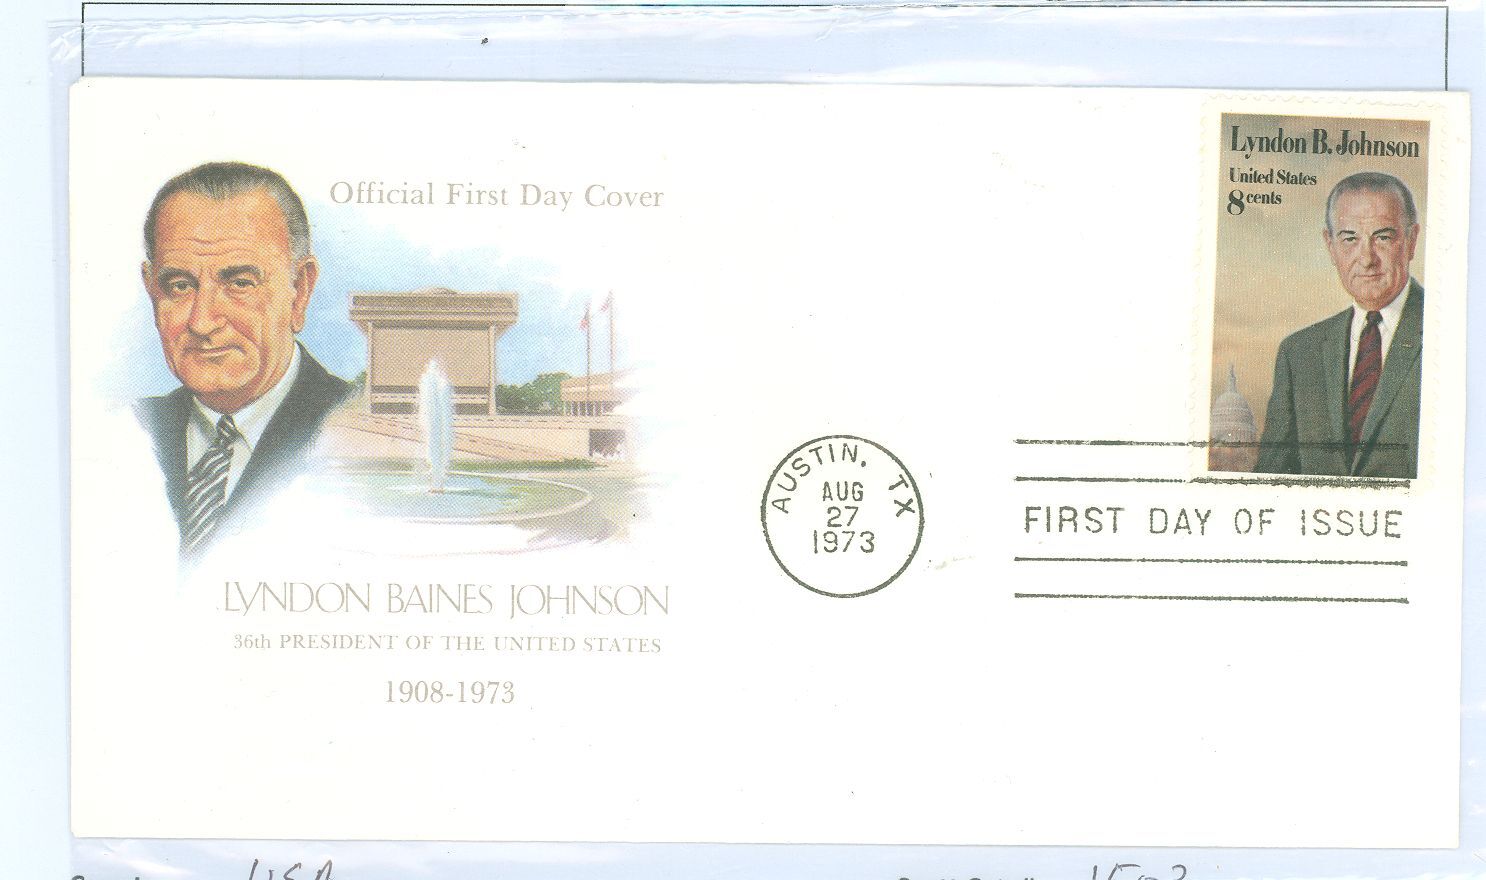 Official First Day Cover
Lyndon B. Johnson
United States
8 cents
AUSTIN, TX
AUG
27
1973
FIRST DAY OF ISSUE
LYNDON BAINES JOHNSON
36th PRESIDENT OF THE UNITED STATES
1908-1973
USA